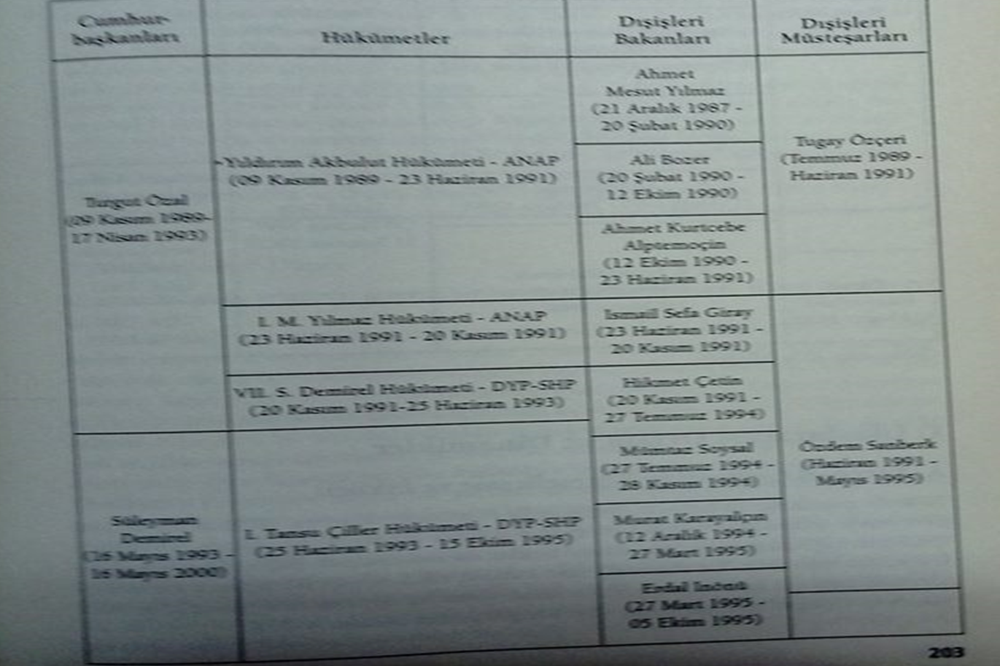 Cumhur-
başkanları
Hükümetler
Dışişleri
Bakanları
Dışişleri
Müsteşarları
Turgut Özal
(09 Kasım 1989-
17 Nisan 1993)
Yıldırım Akbulut Hükümeti - ANAP
(09 Kasım 1989 - 23 Haziran 1991)
Ahmet
Mesut Yılmaz
(21 Aralık 1987 -
20 Şubat 1990)
Ali Bozer
(20 Şubat 1990 -
12 Ekim 1990)
Ahmet Kurtcebe
Alptemoçin
(12 Ekim 1990 -
23 Haziran 1991)
Tugay Özçeri
(Temmuz 1989 -
Haziran 1991)
I. M. Yılmaz Hükümeti - ANAP
(23 Haziran 1991 - 20 Kasım 1991)
İsmail Sefa Giray
(23 Haziran 1991 -
20 Kasım 1991)
VII. S. Demirel Hükümeti - DYP-SHP
(20 Kasım 1991-25 Haziran 1993)
Hikmet Çetin
(20 Kasım 1991 -
27 Temmuz 1994)
Süleyman
Demirel
(16 Mayıs 1993 -
16 Mayıs 2000)
I. Tansu Çiller Hükümeti - DYP-SHP
(25 Haziran 1993 - 15 Ekim 1995)
Mümtaz Soysal
(27 Temmuz 1994 -
28 Kasım 1994)
Murat Karayalçın
(12 Aralık 1994 -
27 Mart 1995)
Erdal İnönü
(27 Mart 1995 -
05 Ekim 1995)
Özdem Sanberk
(Haziran 1991 -
Mayıs 1995)
203